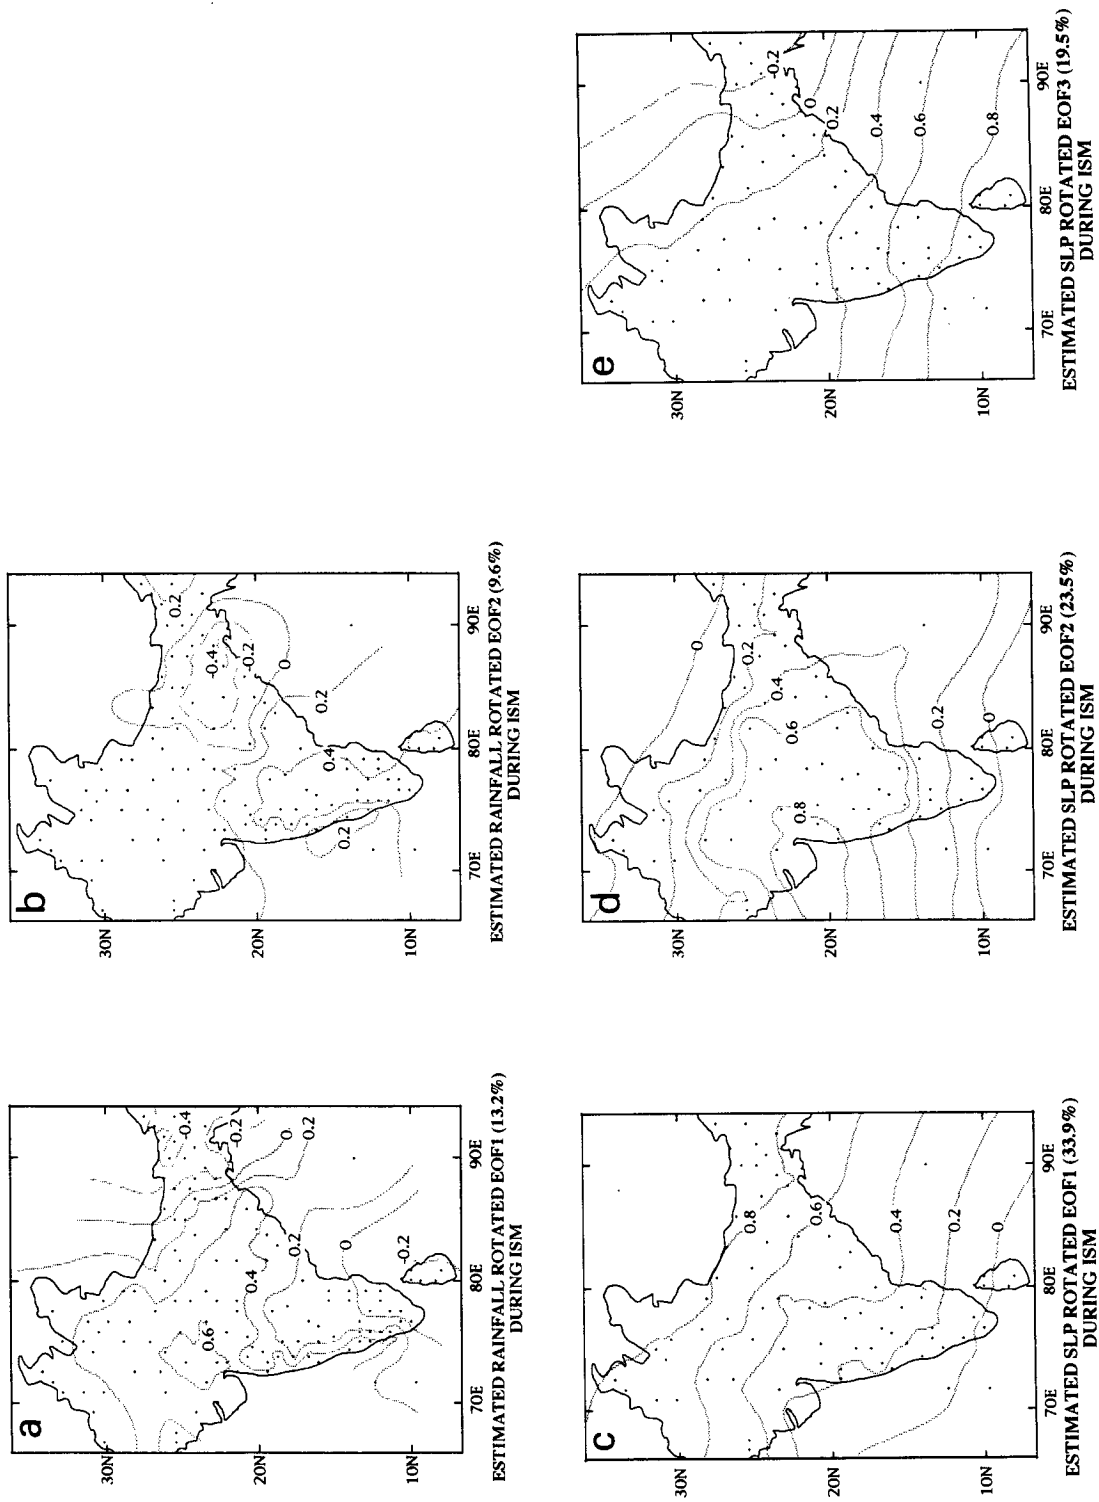 a
-0.4
-0.2
0
0.2
0.2
0
-0.2
0.4
0.6
30N
20N
10N
70E
80E
90E
ESTIMATED RAINFALL ROTATED EOF1 (13.2%)
DURING ISM
b
0.2
-0.4
-0.2
0
0.2
0.4
0.2
30N
20N
10N
70E
80E
90E
ESTIMATED RAINFALL ROTATED EOF2 (9.6%)
DURING ISM
c
0.8
0.6
0.4
0.2
0
30N
20N
10N
70E
80E
90E
ESTIMATED SLP ROTATED EOF1 (33.9%)
DURING ISM
d
0
0.2
0.4
0.6
0.8
0.2
0
30N
20N
10N
70E
80E
90E
ESTIMATED SLP ROTATED EOF2 (23.5%)
DURING ISM
e
-0.2
0
0.2
0.4
0.6
0.8
30N
20N
10N
70E
80E
90E
ESTIMATED SLP ROTATED EOF3 (19.5%)
DURING ISM